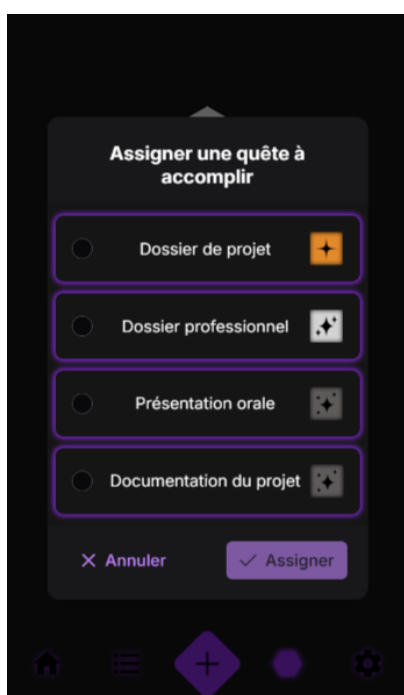 Assigner une quête à
accomplir
Dossier de projet
Dossier professionnel
Présentation orale
Documentation du projet
Annuler
Assigner